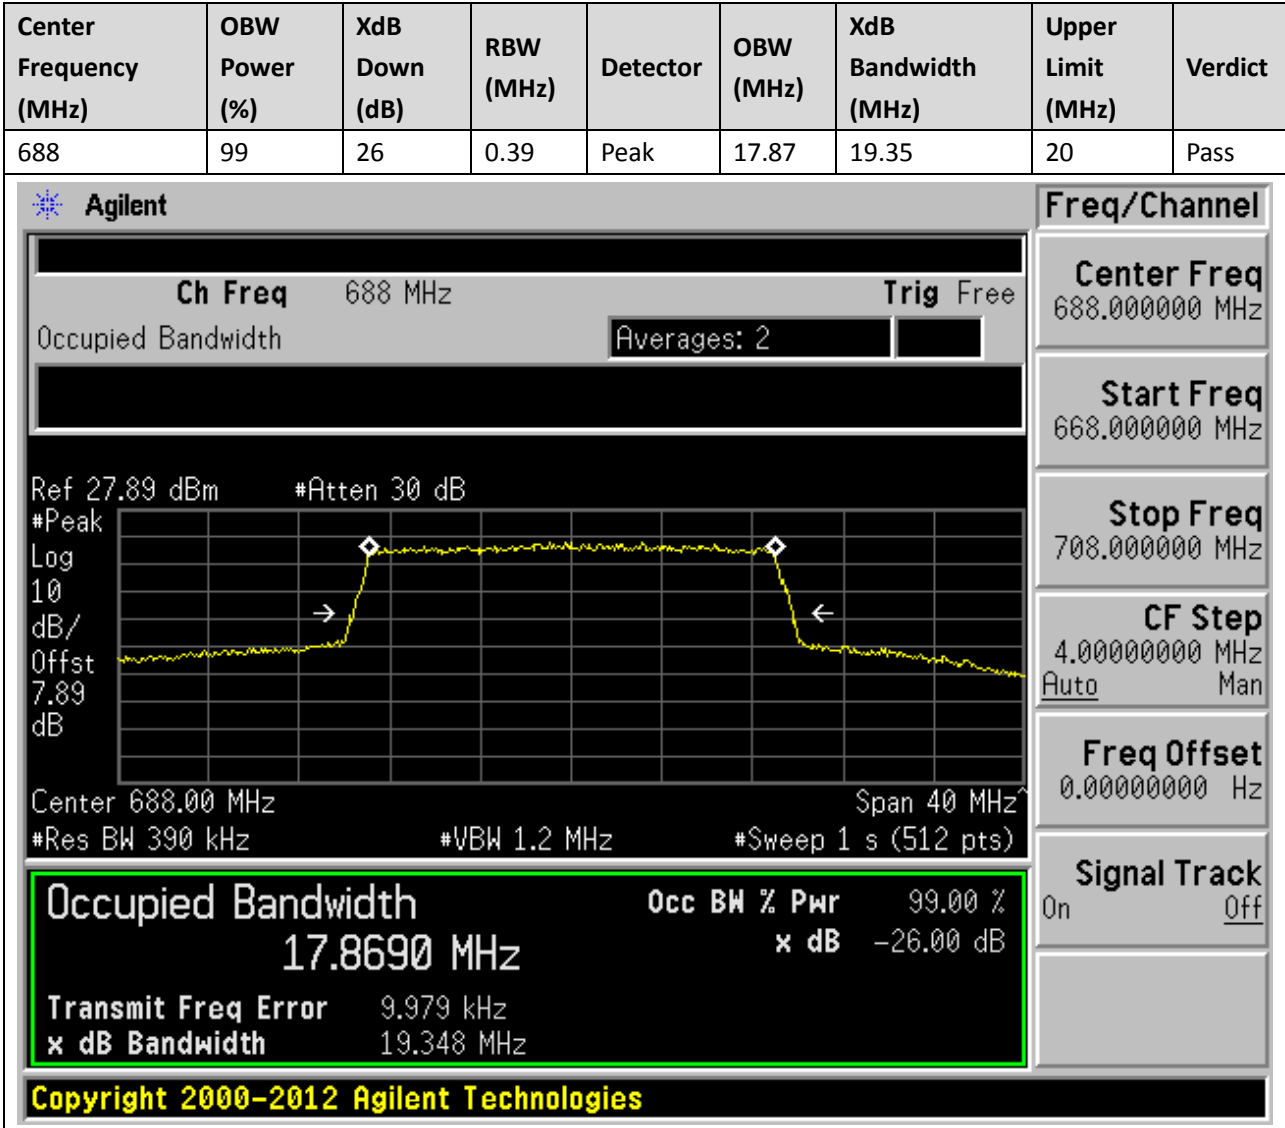 Center Frequency (MHz) OBW Power (%) XdB Down (dB) RBW (MHz) Detector OBW (MHz) XdB Bandwidth (MHz) Upper Limit (MHz) Verdict
688 99 26 0.39 Peak 17.87 19.35 20 Pass
Agilent
Freq/Channel
Ch Freq 688 MHz Trig Free
Occupied Bandwidth Averages: 2
Center Freq
688.000000 MHz
Start Freq
668.000000 MHz
Stop Freq
708.000000 MHz
CF Step
4.00000000 MHz
Auto Man
Freq Offset
0.00000000 Hz
Signal Track
On Off
Ref 27.89 dBm #Atten 30 dB
#Peak
Log
10
dB/
Offst
7.89
dB
Center 688.00 MHz Span 40 MHz^
#Res BW 390 kHz #VBW 1.2 MHz #Sweep 1 s (512 pts)
Occupied Bandwidth Occ BW % Pwr 99.00 %
17.8690 MHz x dB -26.00 dB
Transmit Freq Error 9.979 kHz
x dB Bandwidth 19.348 MHz
Copyright 2000-2012 Agilent Technologies